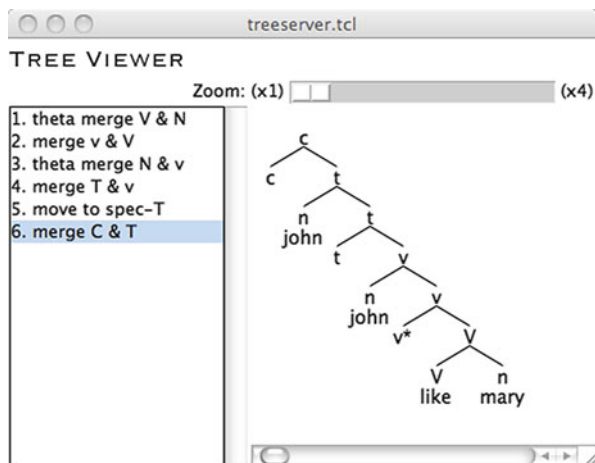 treeserver.tcl
TREE VIEWER
Zoom: (x1) (x4)
1. theta merge V & N
2. merge v & V
3. theta merge N & v
4. merge T & v
5. move to spec-T
6. merge C & T
c
c t
n t
john
t v
n v
john
v* V
V n
like mary